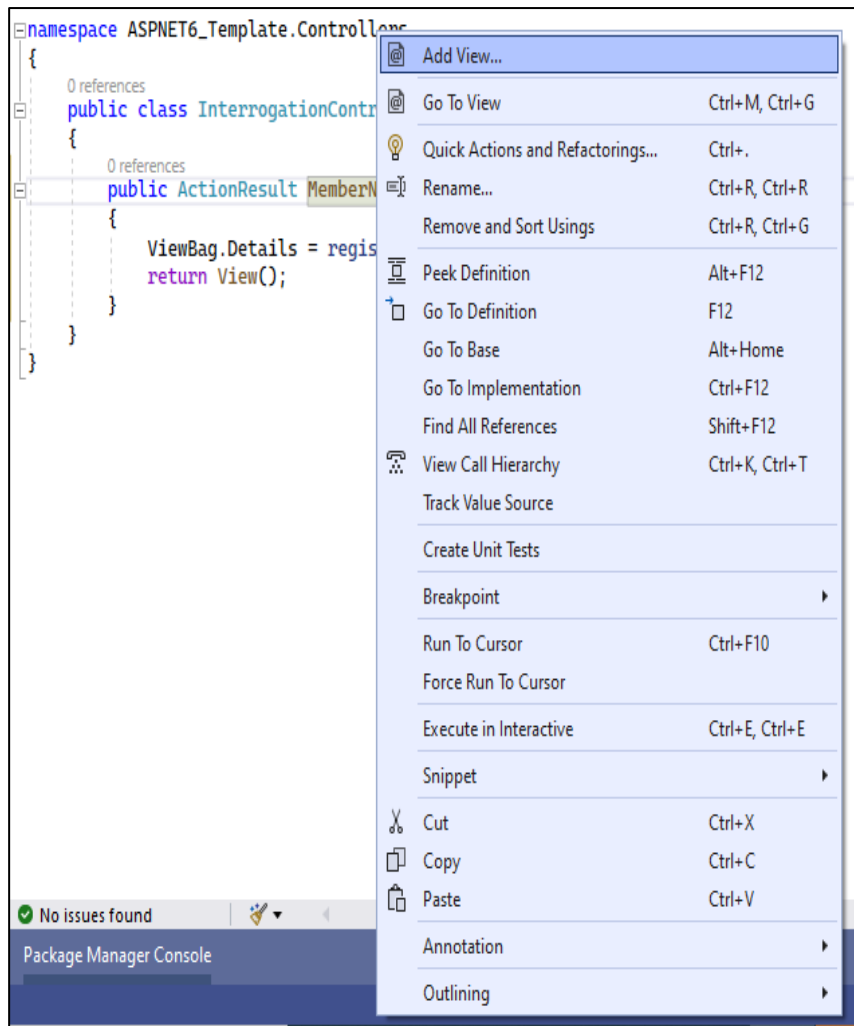 namespace ASPNET6_Template.Controllers
{
0 references
public class InterrogationContr
{
0 references
public ActionResult MemberN
{
ViewBag.Details = regis
return View();
}
}
}
Add View...
Go To View Ctrl+M, Ctrl+G
Quick Actions and Refactorings... Ctrl+.
Rename... Ctrl+R, Ctrl+R
Remove and Sort Usings Ctrl+R, Ctrl+G
Peek Definition Alt+F12
Go To Definition F12
Go To Base Alt+Home
Go To Implementation Ctrl+F12
Find All References Shift+F12
View Call Hierarchy Ctrl+K, Ctrl+T
Track Value Source
Create Unit Tests
Breakpoint
Run To Cursor Ctrl+F10
Force Run To Cursor
Execute in Interactive Ctrl+E, Ctrl+E
Snippet
Cut Ctrl+X
Copy Ctrl+C
Paste Ctrl+V
Annotation
Outlining
No issues found
Package Manager Console